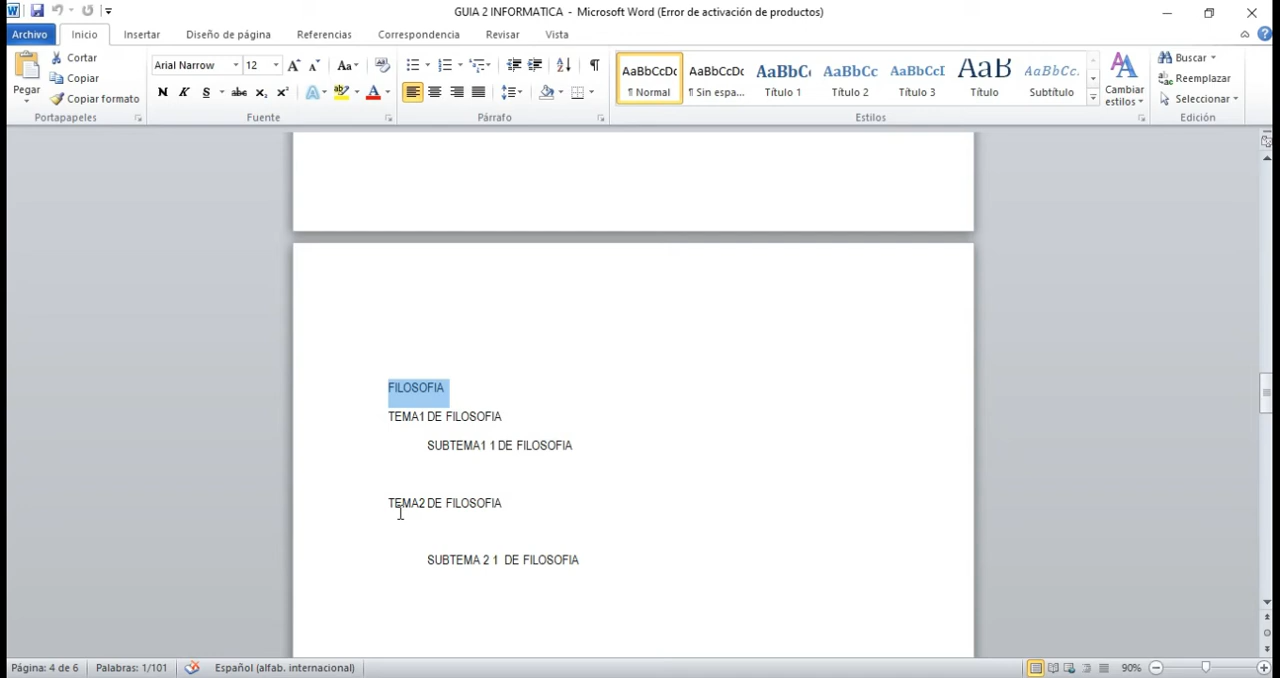 GUIA 2 INFORMATICA - Microsoft Word (Error de activación de productos)
Archivo Inicio Insertar Diseño de página Referencias Correspondencia Revisar Vista
Pegar
Cortar
Copiar
Copiar formato
Portapapeles
Arial Narrow 12
Fuente
Párrafo
AaBbCcDc AaBbCcDc AaBbC AaBbCc AaBbCcI AaB AaBbCc.
¶ Normal ¶ Sin espa... Título 1 Título 2 Título 3 Título Subtítulo
Estilos
Cambiar
estilos
Buscar
Reemplazar
Seleccionar
Edición
FILOSOFIA
TEMA1 DE FILOSOFIA
SUBTEMA1 1 DE FILOSOFIA
TEMA2 DE FILOSOFIA
SUBTEMA 2 1 DE FILOSOFIA
Página: 4 de 6 Palabras: 1/101 Español (alfab. internacional) 90%